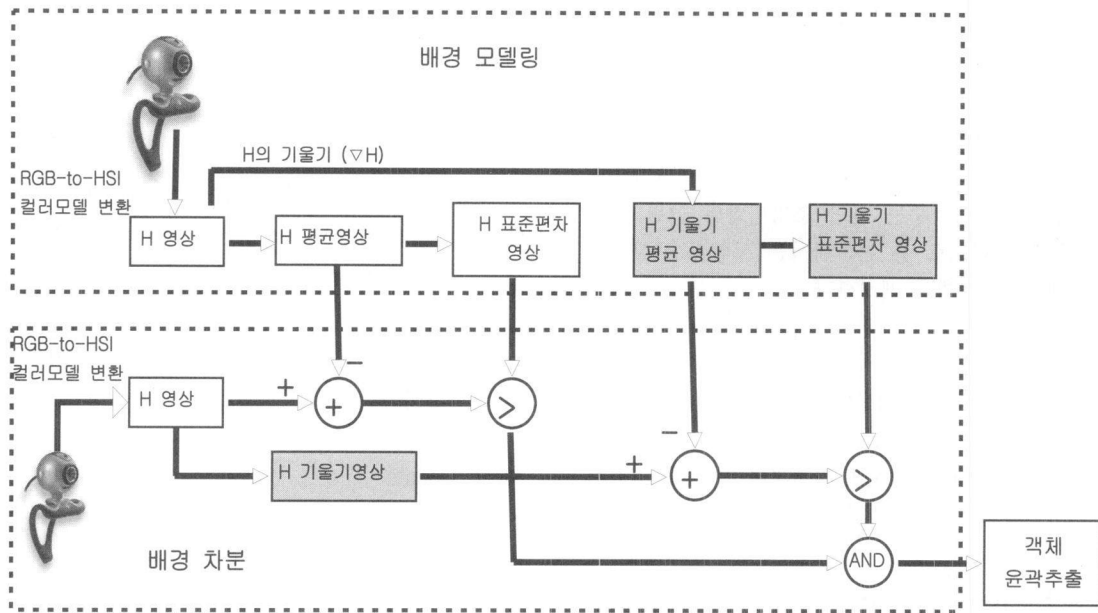 배경 모델링
H의 기울기 (▽H)
RGB-to-HSI
컬러모델 변환
H 영상
H 평균영상
H 표준편차
영상
H 기울기
평균 영상
H 기울기
표준편차 영상
RGB-to-HSI
컬러모델 변환
H 영상
+
−
+
>
H 기울기영상
+
−
+
>
AND
배경 차분
객체
윤곽추출